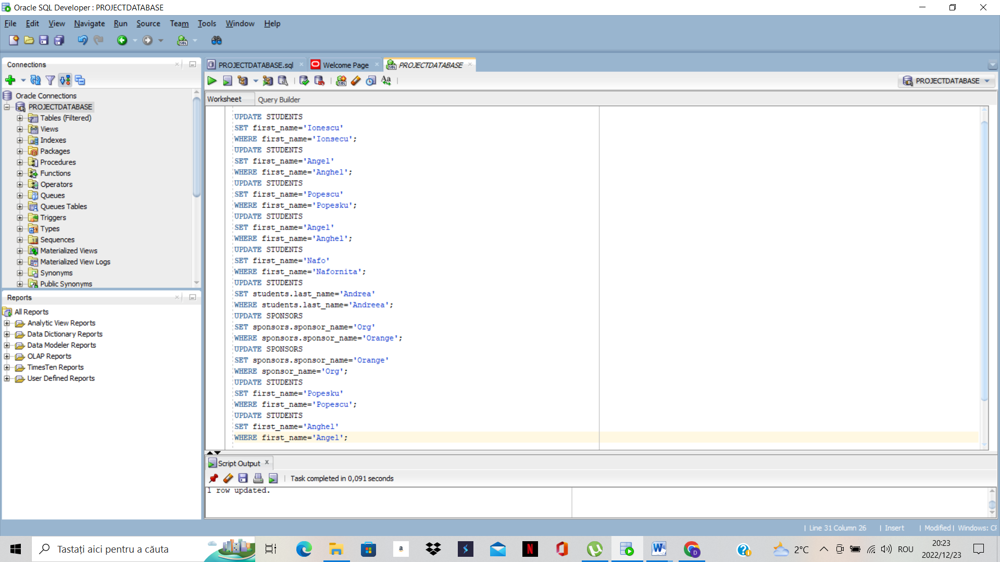 Oracle SQL Developer : PROJECTDATABASE
File Edit View Navigate Run Source Team Tools Window Help
Connections
Oracle Connections
PROJECTDATABASE
Tables (Filtered)
Views
Indexes
Packages
Procedures
Functions
Operators
Queues
Queues Tables
Triggers
Types
Sequences
Materialized Views
Materialized View Logs
Synonyms
Public Synonyms
Reports
All Reports
Analytic View Reports
Data Dictionary Reports
Data Modeler Reports
OLAP Reports
TimesTen Reports
User Defined Reports
PROJECTDATABASE.sql Welcome Page PROJECTDATABASE
PROJECTDATABASE
Worksheet Query Builder
UPDATE STUDENTS
SET first_name='Ionescu'
WHERE first_name='Ionsecu';
UPDATE STUDENTS
SET first_name='Angel'
WHERE first_name='Anghel';
UPDATE STUDENTS
SET first_name='Popescu'
WHERE first_name='Popesku';
UPDATE STUDENTS
SET first_name='Angel'
WHERE first_name='Anghel';
UPDATE STUDENTS
SET first_name='Nafo'
WHERE first_name='Nafornita';
UPDATE STUDENTS
SET students.last_name='Andrea'
WHERE students.last_name='Andreea';
UPDATE SPONSORS
SET sponsors.sponsor_name='Org'
WHERE sponsors.sponsor_name='Orange';
UPDATE SPONSORS
SET sponsors.sponsor_name='Orange'
WHERE sponsor_name='Org';
UPDATE STUDENTS
SET first_name='Popesku'
WHERE first_name='Popescu';
UPDATE STUDENTS
SET first_name='Anghel'
WHERE first_name='Angel';
Script Output
Task completed in 0,091 seconds
1 row updated.
Line 31 Column 26 | Insert | Modified | Windows: CF
Tastați aici pentru a căuta
2°C
ROU
20:23
2022/12/23